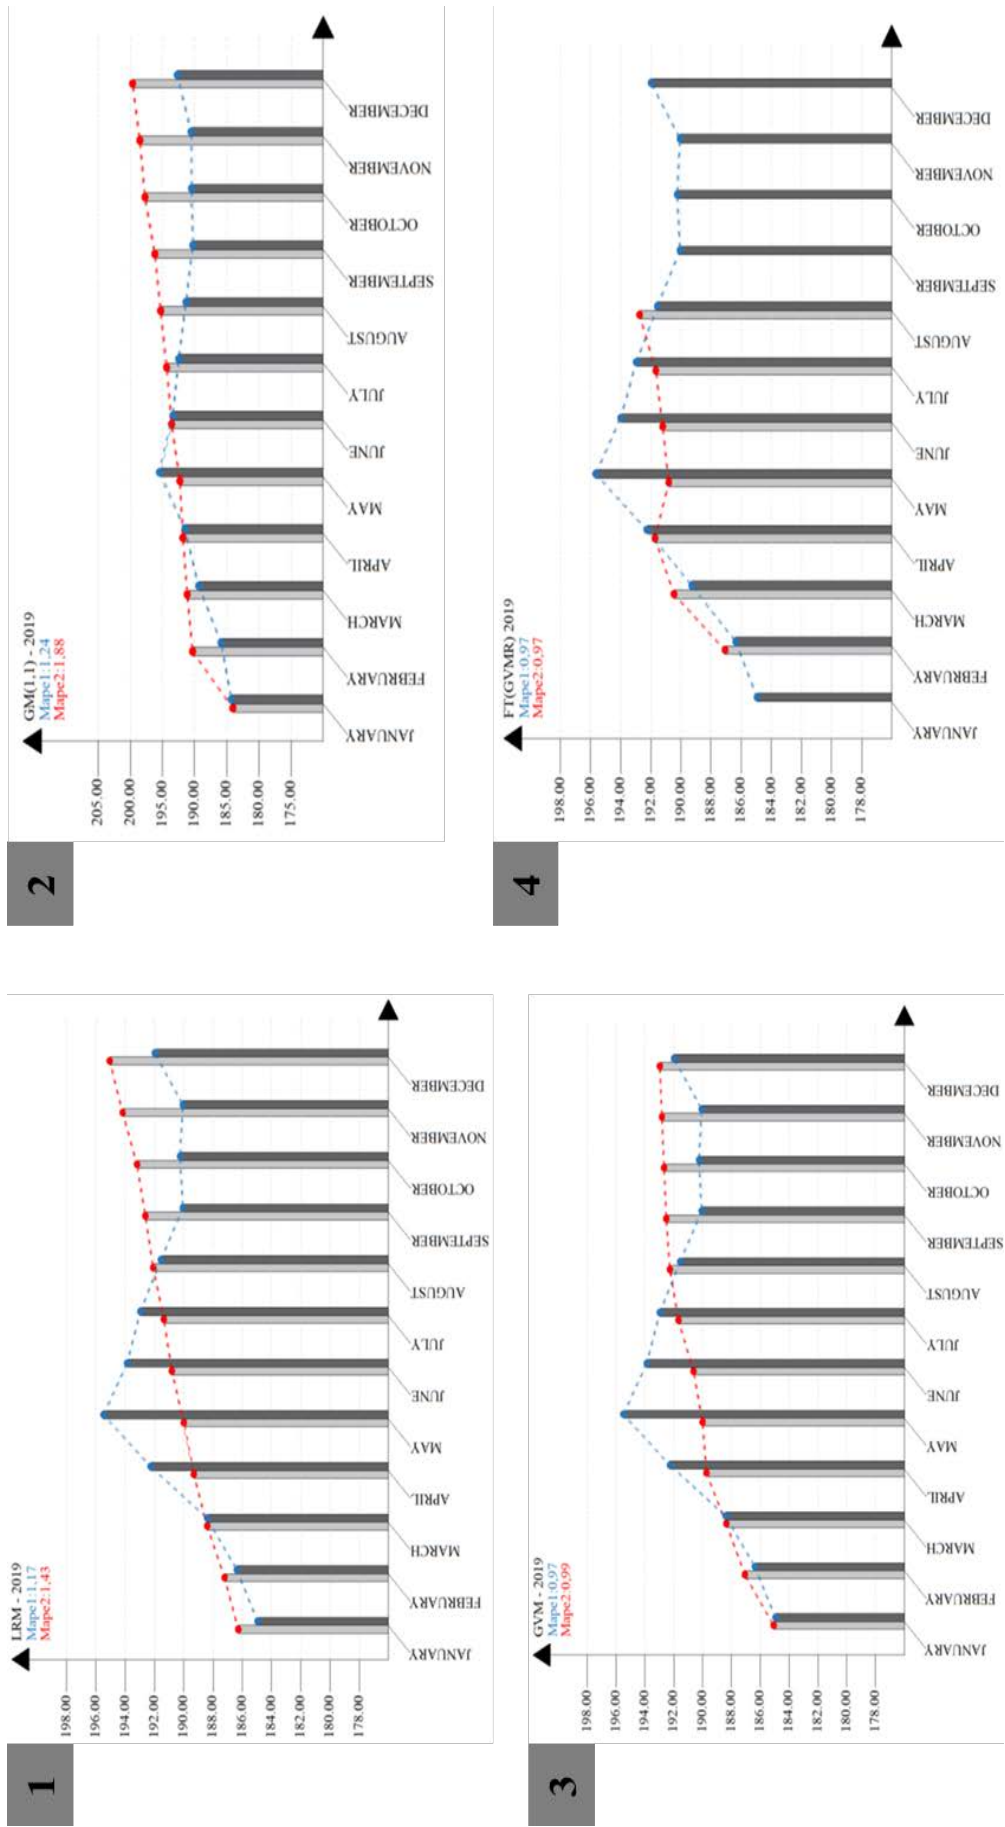 1
LRM - 2019
Mape1:1,17
Mape2:1,43
198.00
196.00
194.00
192.00
190.00
188.00
186.00
184.00
182.00
180.00
178.00
JANUARY
FEBRUARY
MARCH
APRIL
MAY
JUNE
JULY
AUGUST
SEPTEMBER
OCTOBER
NOVEMBER
DECEMBER
2
GM(1,1) - 2019
Mape1:1,24
Mape2:1,88
205.00
200.00
195.00
190.00
185.00
180.00
175.00
JANUARY
FEBRUARY
MARCH
APRIL
MAY
JUNE
JULY
AUGUST
SEPTEMBER
OCTOBER
NOVEMBER
DECEMBER
3
GVM - 2019
Mape1:0,97
Mape2:0,99
198.00
196.00
194.00
192.00
190.00
188.00
186.00
184.00
182.00
180.00
178.00
JANUARY
FEBRUARY
MARCH
APRIL
MAY
JUNE
JULY
AUGUST
SEPTEMBER
OCTOBER
NOVEMBER
DECEMBER
4
FT(GVMR) 2019
Mape1:0,97
Mape2:0,97
198.00
196.00
194.00
192.00
190.00
188.00
186.00
184.00
182.00
180.00
178.00
JANUARY
FEBRUARY
MARCH
APRIL
MAY
JUNE
JULY
AUGUST
SEPTEMBER
OCTOBER
NOVEMBER
DECEMBER